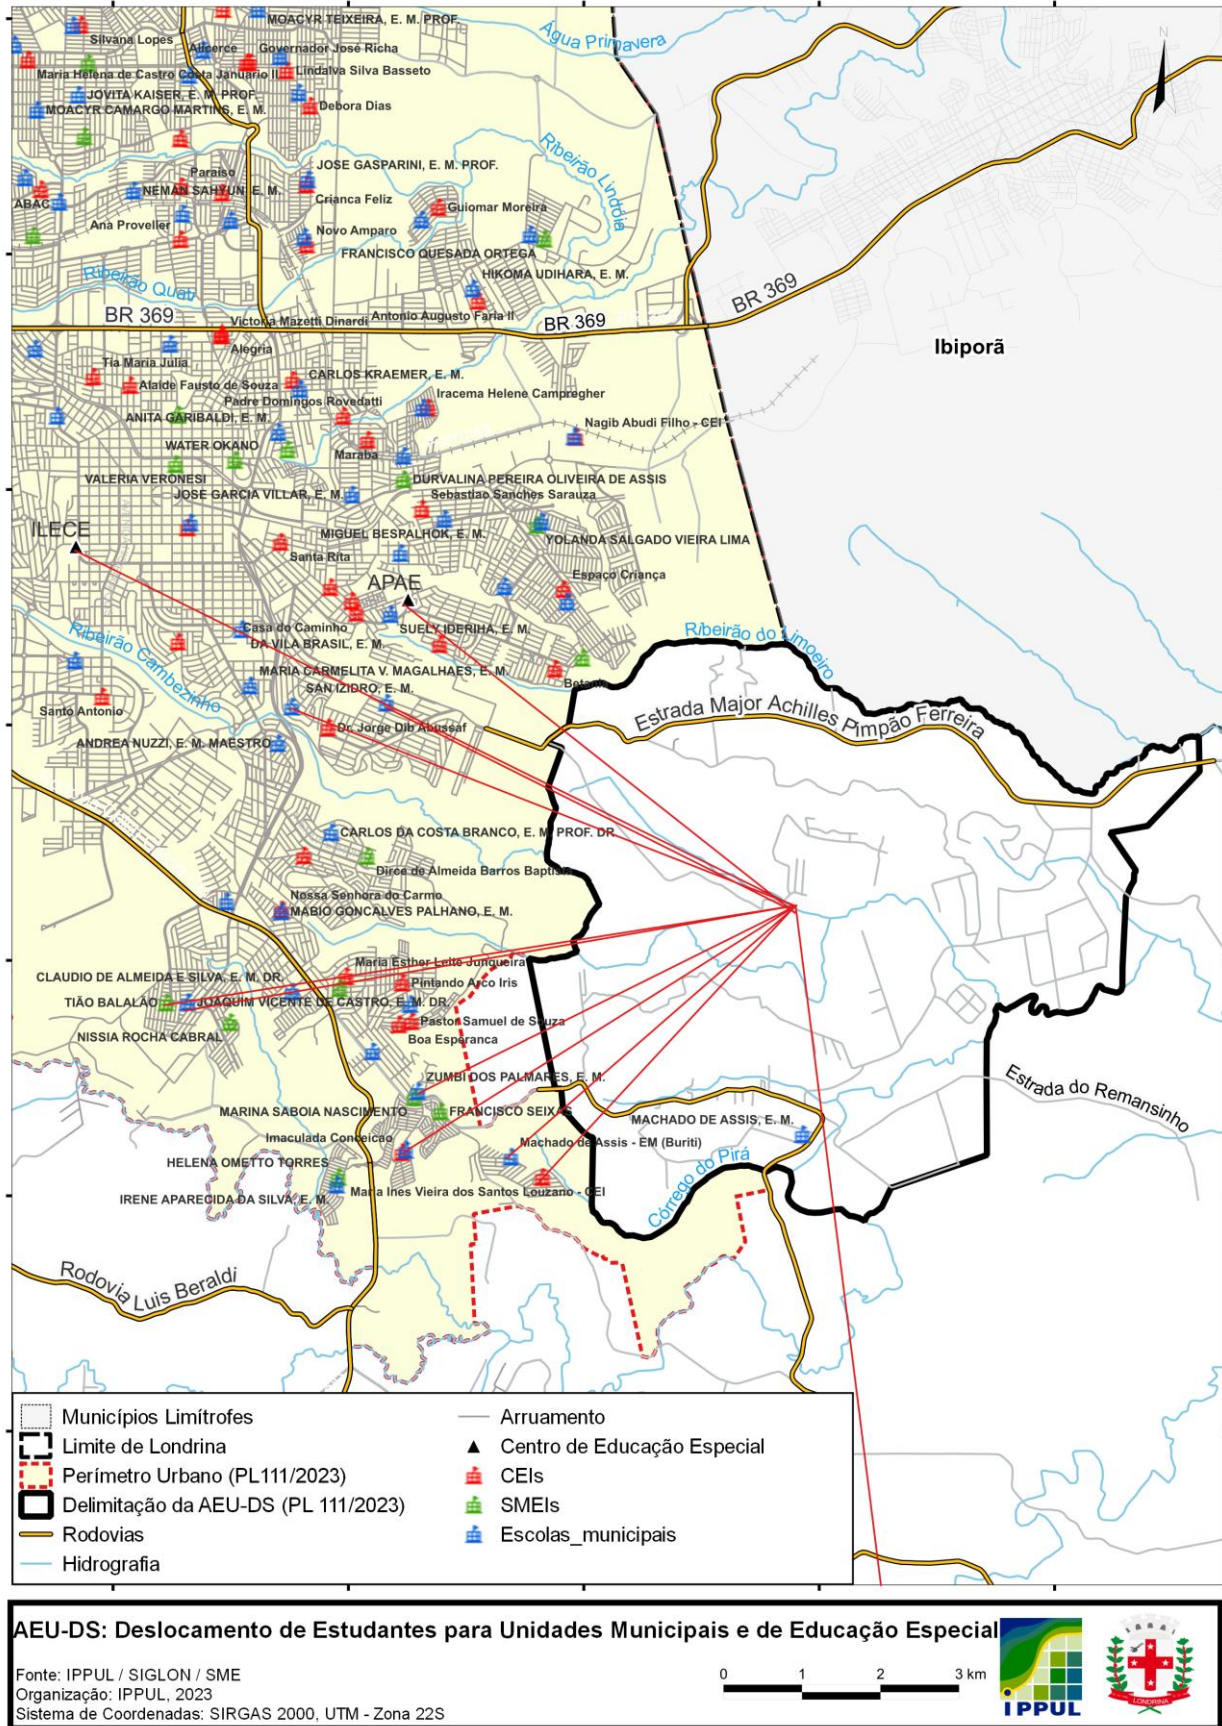 Água Primavera
MOACYR TEIXEIRA, E. M. PROF.
N
Silvana Lopes
Alicerce
Governador José Richa
Maria Helena de Castro Costa
Januario II
Lindalva Silva Basseto
JOVITA KAISER, E. M. PROF.
MOACYR CAMARGO MARTINS, E. M.
Debora Dias
Ribeirão Lindóia
JOSE GASPARINI, E. M. PROF.
Paraiso
NEMAN SAHYUN, E. M.
ABAC
Crianca Feliz
Guiomar Moreira
Ana Proveller
Novo Amparo
FRANCISCO QUESADA ORTEGA
HIKOMA UDIHARA, E. M.
Ribeirão Quati
BR 369
BR 369
BR 369
Victoria Mazetti Dinardi
Antonio Augusto Faria II
Alegria
Ibiporã
Tia Maria Julia
CARLOS KRAEMER, E. M.
Alaide Fausto de Souza
Padre Domingos Rovedatti
Iracema Helene Campregher
ANITA GARIBALDI, E. M.
Nagib Abudi Filho - CEI
WATER OKANO
Maraba
VALERIA VERONESI
DURVALINA PEREIRA OLIVEIRA DE ASSIS
JOSE GARCIA VILLAR, E. M.
Sebastiao Sanches Sarauza
ILECE
MIGUEL BESPALHOK, E. M.
YOLANDA SALGADO VIEIRA LIMA
Santa Rita
APAE
Espaço Criança
Casa do Caminho
SUELY IDERIHA, E. M.
Ribeirão do Limoeiro
Ribeirão Cambezinho
DA VILA BRASIL, E. M.
MARIA CARMELITA V. MAGALHAES, E. M.
Betania
SAN IZIDRO, E. M.
Santo Antonio
Dr. Jorge Dib Abussaf
Estrada Major Achilles Pimpão Ferreira
ANDREA NUZZI, E. M. MAESTRO
CARLOS DA COSTA BRANCO, E. M. PROF. DR.
Dirce de Almeida Barros Baptista
Nossa Senhora do Carmo
MABIO GONCALVES PALHANO, E. M.
Maria Esther Leite Junqueira
CLAUDIO DE ALMEIDA E SILVA, E. M. DR.
Pintando Arco Iris
TIÃO BALALÃO
JOAQUIM VICENTE DE CASTRO, E. M. DR.
Pastor Samuel de Souza
NISSIA ROCHA CABRAL
Boa Esperanca
ZUMBI DOS PALMARES, E. M.
Estrada do Remansinho
MARINA SABOIA NASCIMENTO
FRANCISCO SEIXAS
MACHADO DE ASSIS, E. M.
Imaculada Conceicao
Machado de Assis - EM (Buriti)
HELENA OMETTO TORRES
Córrego do Pirá
IRENE APARECIDA DA SILVA, E. M.
Maria Ines Vieira dos Santos Louzano - CEI
Rodovia Luis Beraldi
Municípios Limítrofes
Limite de Londrina
Perímetro Urbano (PL111/2023)
Delimitação da AEU-DS (PL 111/2023)
Rodovias
Hidrografia
Arruamento
Centro de Educação Especial
CEIs
SMEIs
Escolas_municipais
AEU-DS: Deslocamento de Estudantes para Unidades Municipais e de Educação Especial
Fonte: IPPUL / SIGLON / SME
Organização: IPPUL, 2023
Sistema de Coordenadas: SIRGAS 2000, UTM - Zona 22S
0 1 2 3 km
IPPUL
LONDRINA